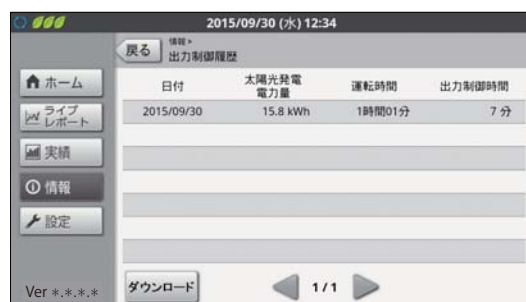 2015/09/30 (水) 12:34
戻る
情報>
出力制御履歴
ホーム
ライブ
レポート
実績
情報
設定
Ver *.*.*.*
日付
太陽光発電
電力量
運転時間
出力制御時間
2015/09/30
15.8 kWh
1時間01分
7 分
ダウンロード
1/1